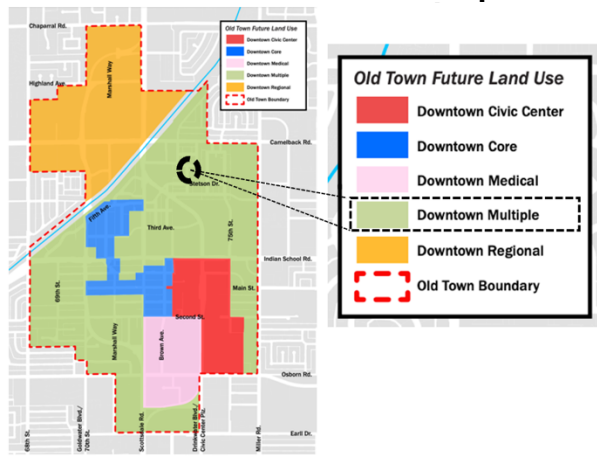 Chaparral Rd.
Highland Ave.
Marshall Way
Old Town Future Land Use
Downtown Civic Center
Downtown Core
Downtown Medical
Downtown Multiple
Downtown Regional
Old Town Boundary
Camelback Rd.
Stetson Dr.
Fifth Ave.
Third Ave.
75th St.
Indian School Rd.
69th St.
Main St.
Second St.
Marshall Way
Brown Ave.
Osborn Rd.
68th St.
Goldwater Blvd./
70th St.
Scottsdale Rd.
Drinkwater Blvd./
Civic Center Plz.
Miller Rd.
Earll Dr.
Old Town Future Land Use
Downtown Civic Center
Downtown Core
Downtown Medical
Downtown Multiple
Downtown Regional
Old Town Boundary